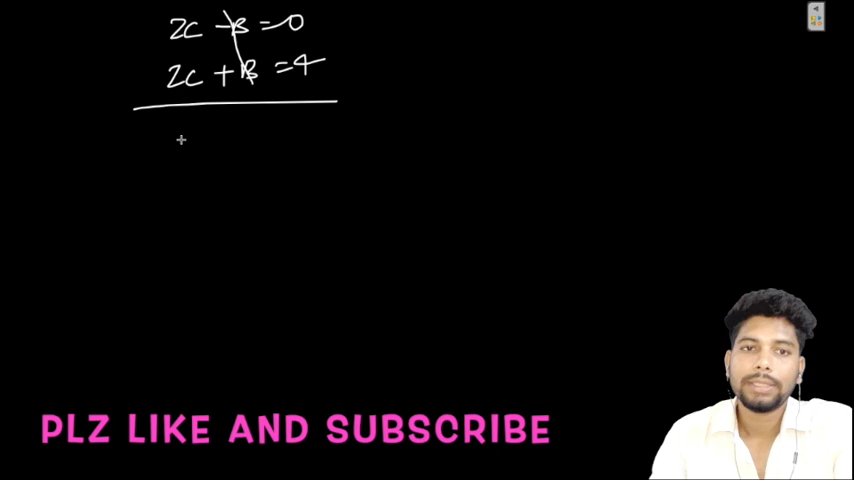 2C - B = 0
2C + B = 4
PLZ LIKE AND SUBSCRIBE